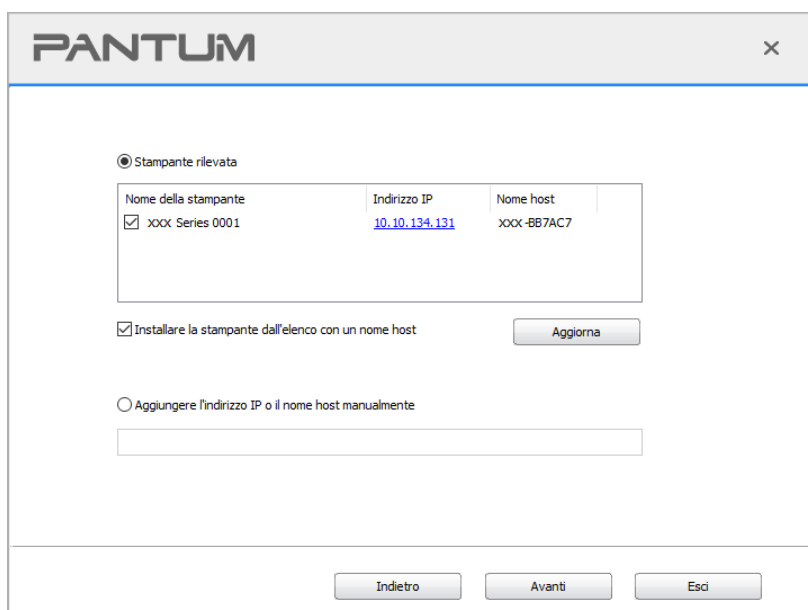 PANTUM
Stampante rilevata
Nome della stampante Indirizzo IP Nome host
XXX Series 0001 10.10.134.131 XXX-BB7AC7
Installare la stampante dall'elenco con un nome host Aggiorna
Aggiungere l'indirizzo IP o il nome host manualmente
Indietro Avanti Esci